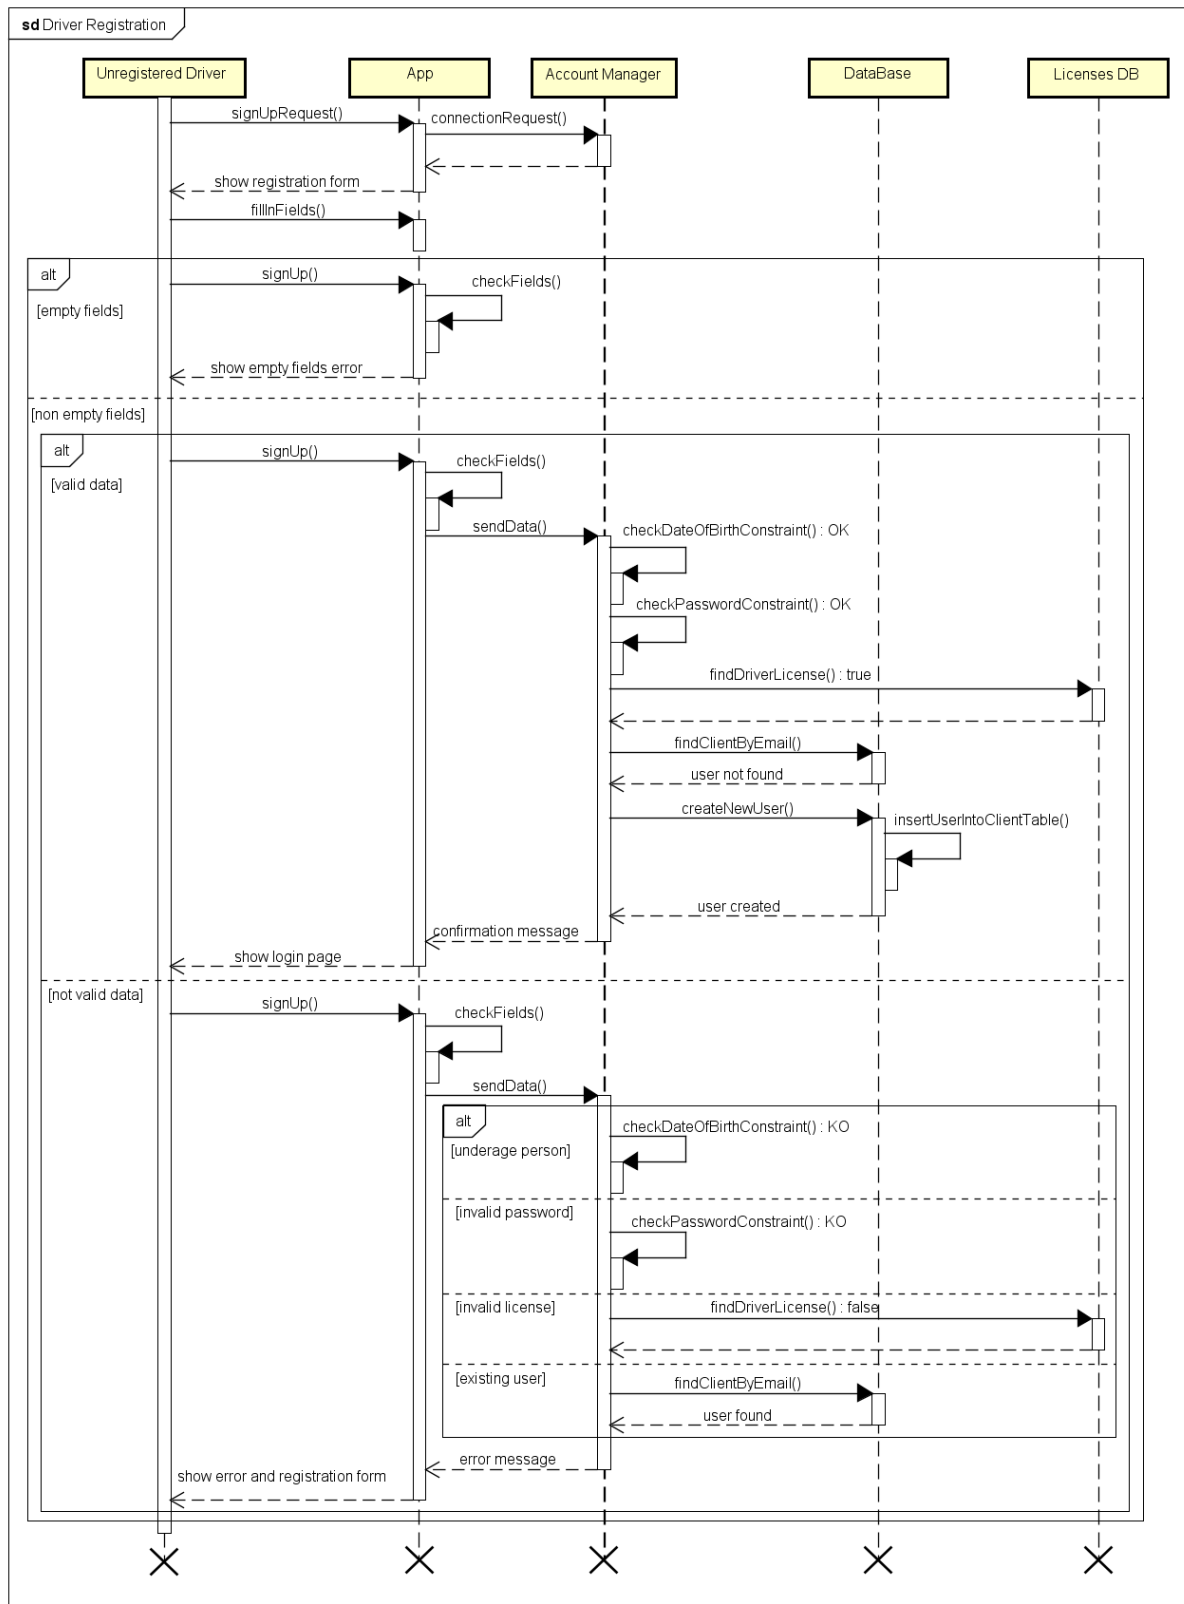 sd Driver Registration
Unregistered Driver
App
Account Manager
DataBase
Licenses DB
signUpRequest()
connectionRequest()
show registration form
fillInFields()
alt
signUp()
checkFields()
[empty fields]
show empty fields error
[non empty fields]
alt
signUp()
checkFields()
[valid data]
sendData()
checkDateOfBirthConstraint() : OK
checkPasswordConstraint() : OK
findDriverLicense() : true
findClientByEmail()
user not found
createNewUser()
insertUserIntoClientTable()
user created
confirmation message
show login page
[not valid data]
signUp()
checkFields()
sendData()
alt
checkDateOfBirthConstraint() : KO
[underage person]
[invalid password]
checkPasswordConstraint() : KO
[invalid license]
findDriverLicense() : false
[existing user]
findClientByEmail()
user found
error message
show error and registration form